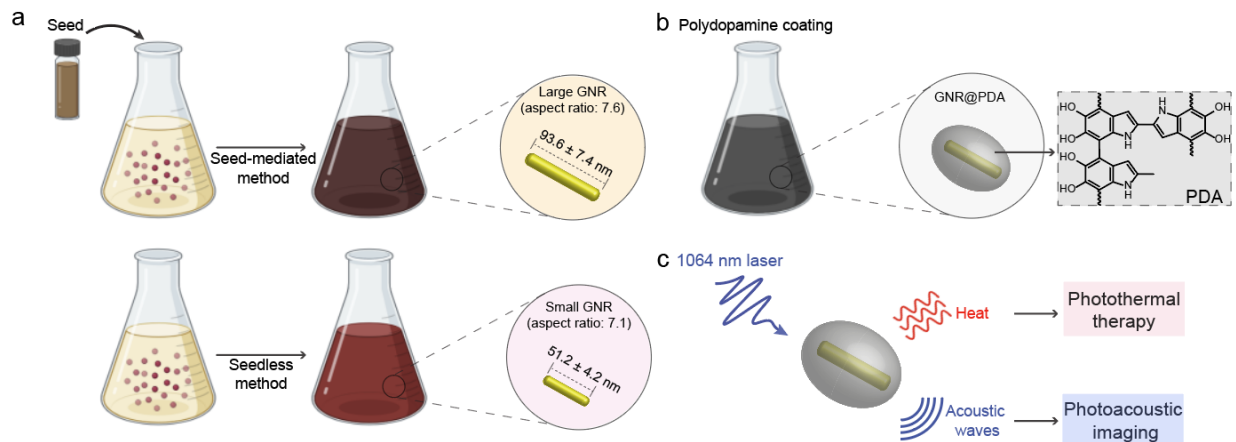 a
Seed
Seed-mediated
method
Large GNR
(aspect ratio: 7.6)
93.6 ± 7.4 nm
Seedless
method
Small GNR
(aspect ratio: 7.1)
51.2 ± 4.2 nm
b Polydopamine coating
GNR@PDA
HO
HO
H
N
OH
OH
N
H
HO
HO
N
H
PDA
c 1064 nm laser
Heat
Photothermal
therapy
Acoustic
waves
Photoacoustic
imaging